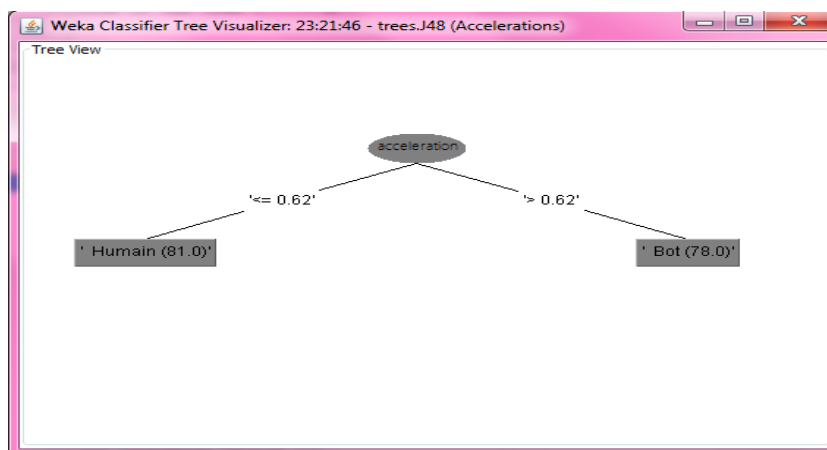 Weka Classifier Tree Visualizer: 23:21:46 - trees.J48 (Accelerations)
Tree View
acceleration
'<= 0.62' '> 0.62'
' Humain (81.0)' ' Bot (78.0)'